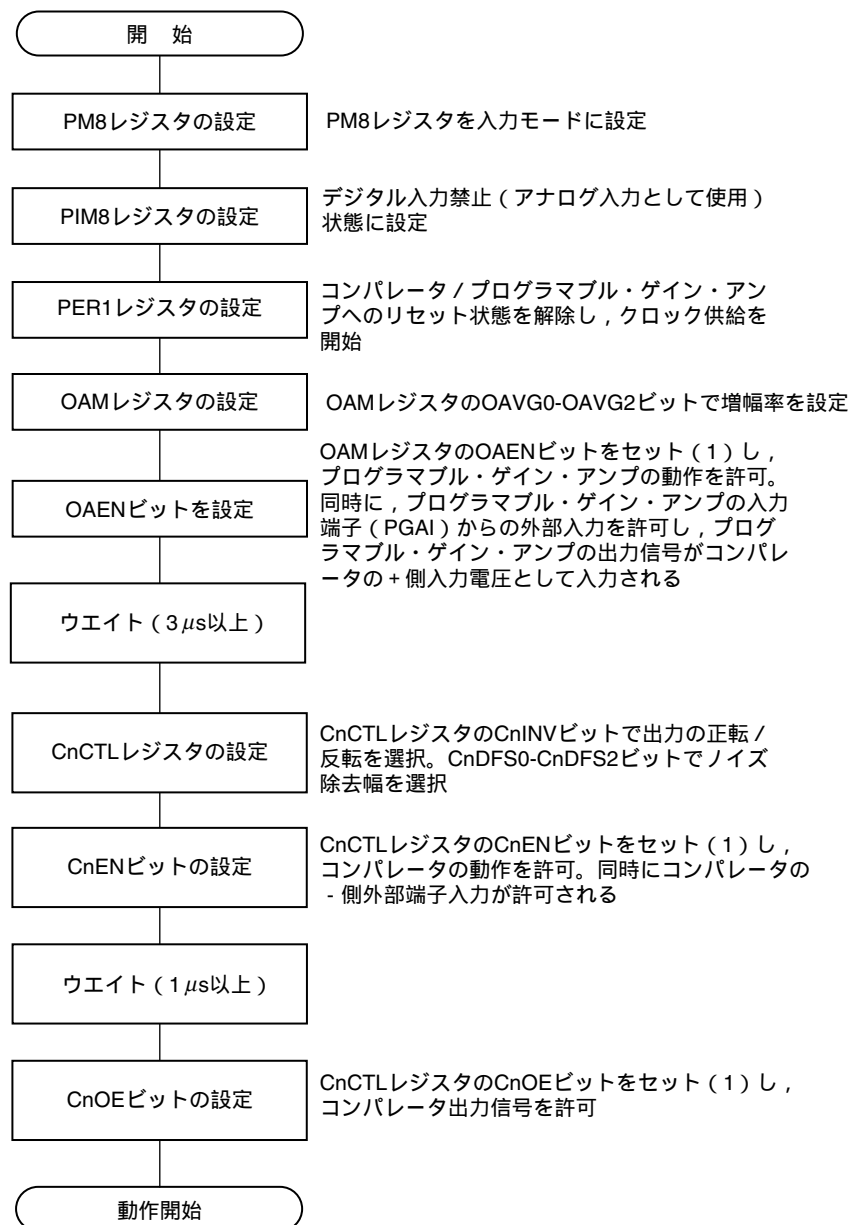 開　始
PM8レジスタの設定
PM8レジスタを入力モードに設定
PIM8レジスタの設定
デジタル入力禁止（アナログ入力として使用）
状態に設定
PER1レジスタの設定
コンパレータ／プログラマブル・ゲイン・アン
プへのリセット状態を解除し，クロック供給を
開始
OAMレジスタの設定
OAMレジスタのOAVG0-OAVG2ビットで増幅率を設定
OAENビットを設定
OAMレジスタのOAENビットをセット（1）し，
プログラマブル・ゲイン・アンプの動作を許可。
同時に，プログラマブル・ゲイン・アンプの入力
端子（PGAI）からの外部入力を許可し，プログ
ラマブル・ゲイン・アンプの出力信号がコンパレ
ータの＋側入力電圧として入力される
ウエイト（3 μs以上）
CnCTLレジスタの設定
CnCTLレジスタのCnINVビットで出力の正転／
反転を選択。CnDFS0-CnDFS2ビットでノイズ
除去幅を選択
CnENビットの設定
CnCTLレジスタのCnENビットをセット（1）し，
コンパレータの動作を許可。同時にコンパレータの
－側外部端子入力が許可される
ウエイト（1 μs以上）
CnOEビットの設定
CnCTLレジスタのCnOEビットをセット（1）し，
コンパレータ出力信号を許可
動作開始